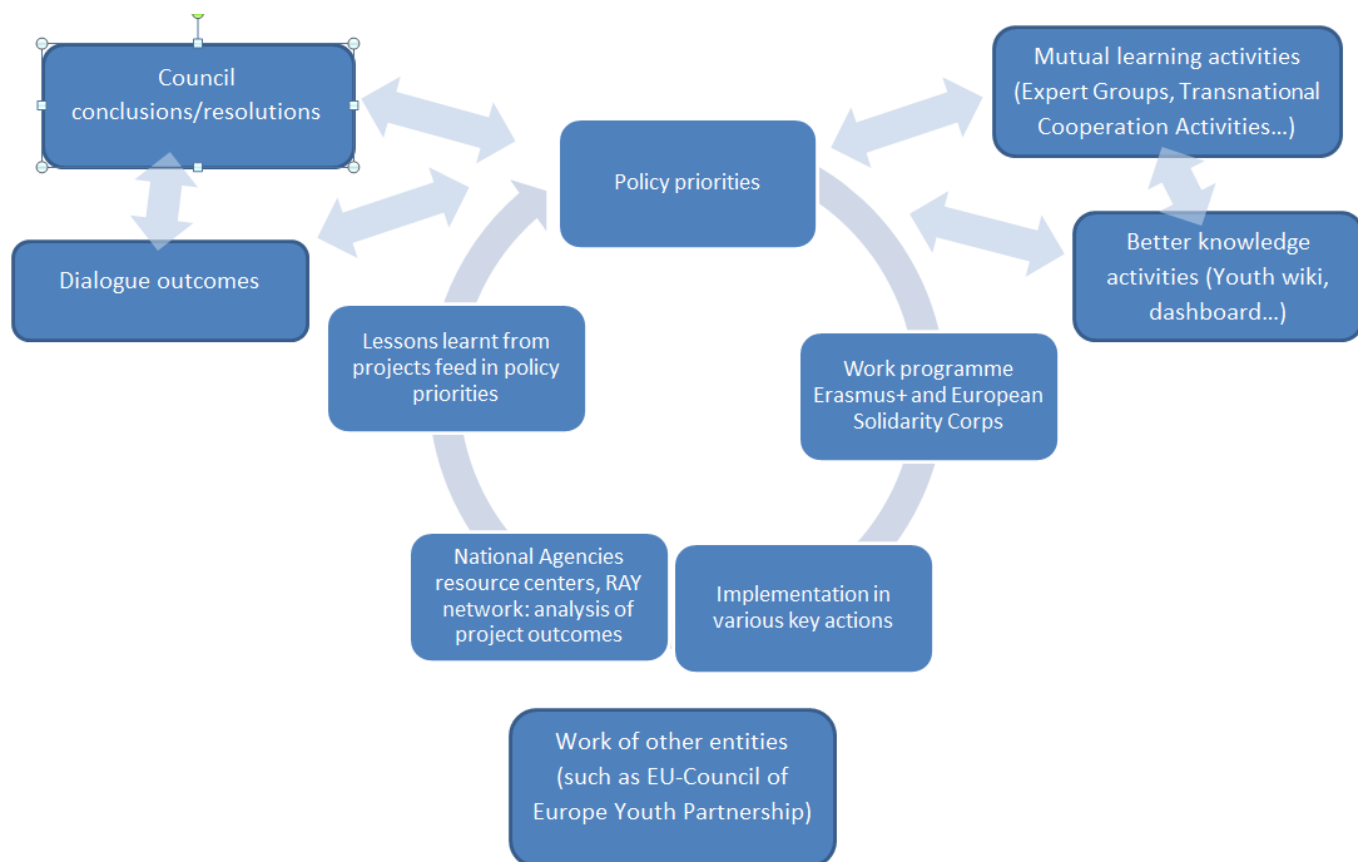 Council
conclusions/resolutions
Mutual learning activities
(Expert Groups, Transnational
Cooperation Activities…)
Policy priorities
Dialogue outcomes
Better knowledge
activities (Youth wiki,
dashboard…)
Lessons learnt from
projects feed in policy
priorities
Work programme
Erasmus+ and European
Solidarity Corps
National Agencies
resource centers, RAY
network: analysis of
project outcomes
Implementation in
various key actions
Work of other entities
(such as EU-Council of
Europe Youth Partnership)